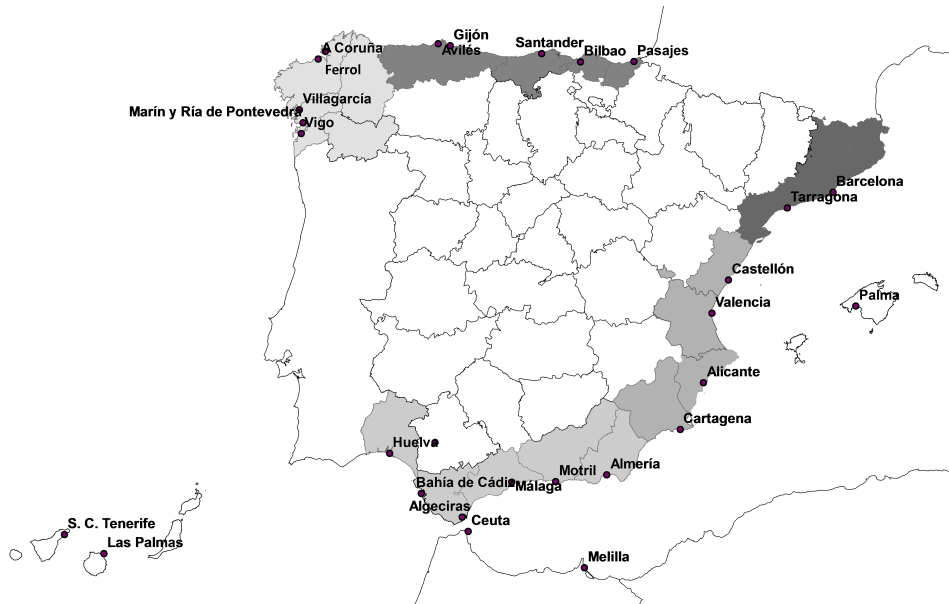 Gijón
Avilés
Santander
Bilbao
Pasajes
A Coruña
Ferrol
Villagarcía
Marín y Ría de Pontevedra
Vigo
Barcelona
Tarragona
Castellón
Valencia
Palma
Alicante
Cartagena
Huelva
Bahía de Cádiz
Málaga
Motril
Almería
Algeciras
Ceuta
Melilla
S. C. Tenerife
Las Palmas